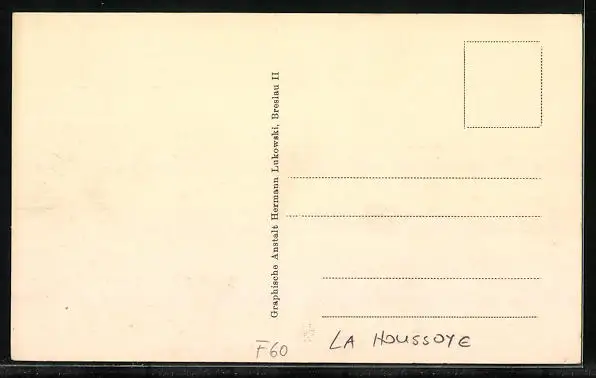 Graphische Anstalt Hermann Lukowski, Breslau II
F60
LA HOUSSOYE